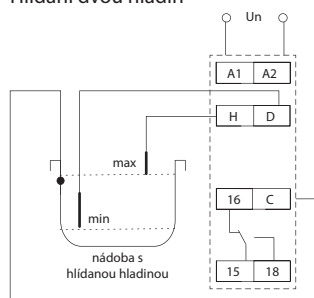 Hlídání dvou hladin
Un
A1 A2
H D
max
16 C
min
nádoba s
hlídanou hladinou
15 18